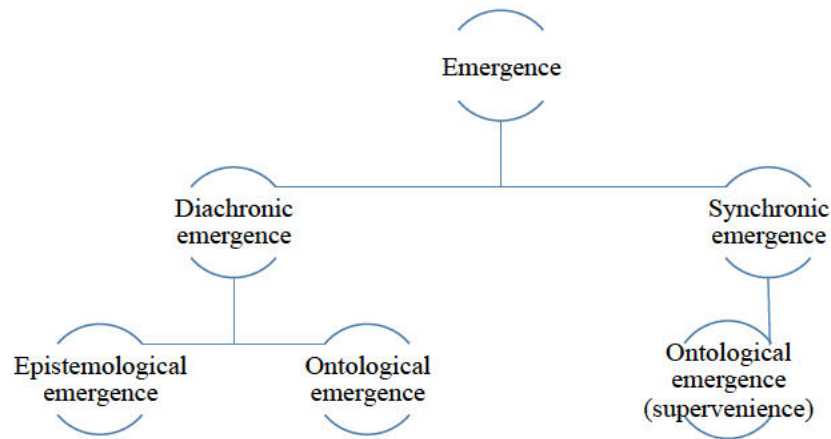 Emergence
Diachronic
emergence
Synchronic
emergence
Epistemological
emergence
Ontological
emergence
Ontological
emergence
(supervenience)